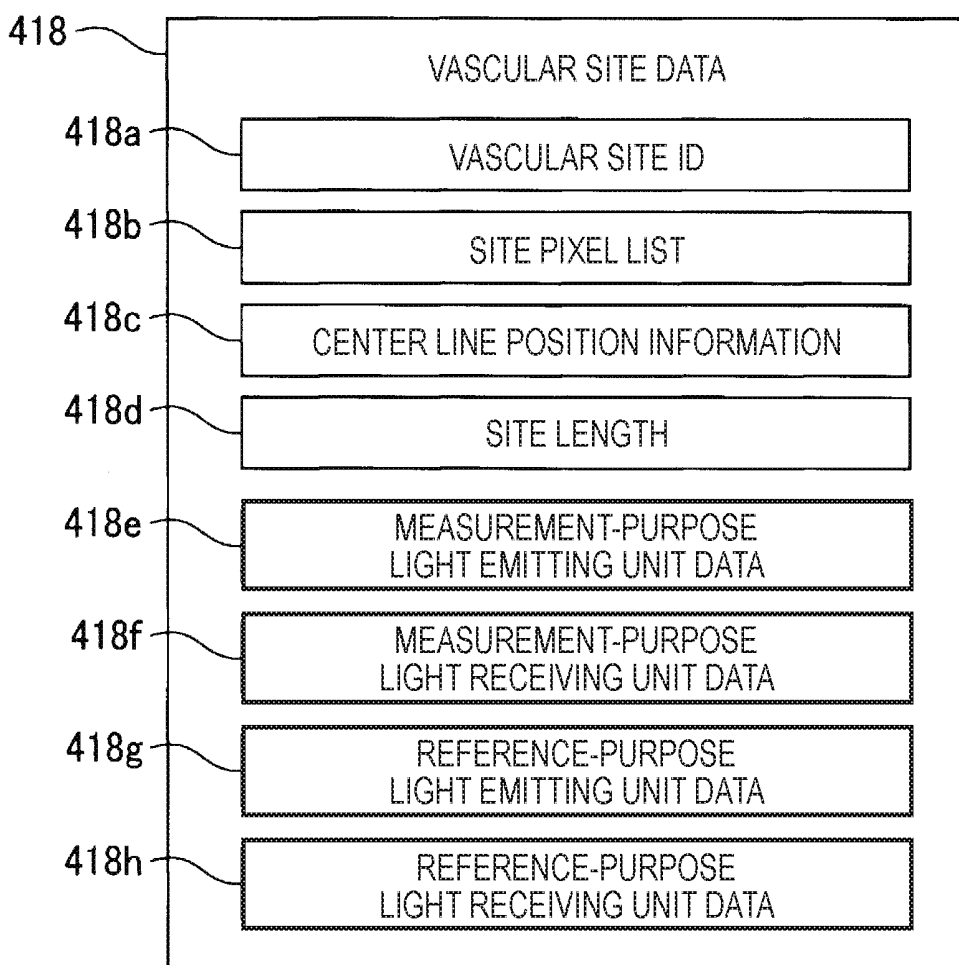 418
VASCULAR SITE DATA
418a
VASCULAR SITE ID
418b
SITE PIXEL LIST
418c
CENTER LINE POSITION INFORMATION
418d
SITE LENGTH
418e
MEASUREMENT-PURPOSE
LIGHT EMITTING UNIT DATA
418f
MEASUREMENT-PURPOSE
LIGHT RECEIVING UNIT DATA
418g
REFERENCE-PURPOSE
LIGHT EMITTING UNIT DATA
418h
REFERENCE-PURPOSE
LIGHT RECEIVING UNIT DATA